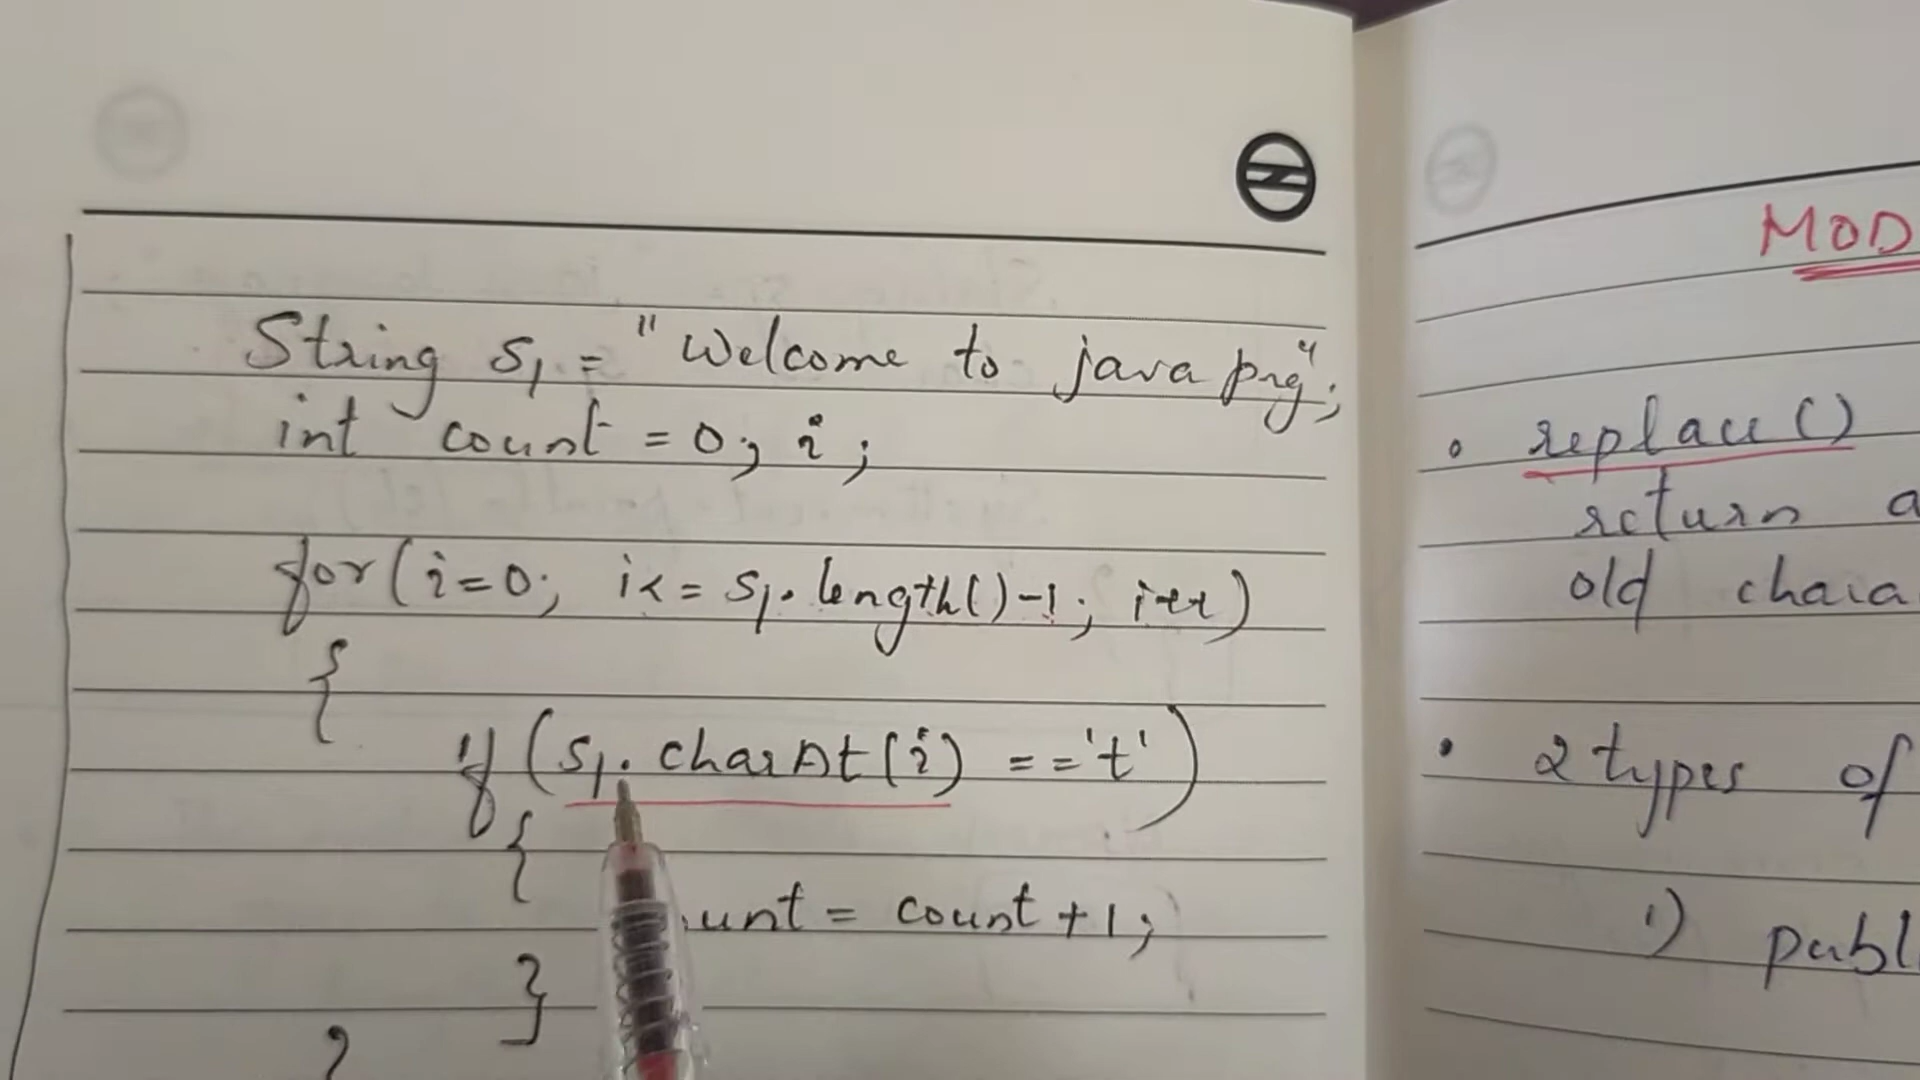 String s1 = "Welcome to java prg";
int count = 0; i;
for(i=0; i<= s1.length()-1; i++)
{
if (s1.charAt(i) == 't')
{
unt = count +1;
}
MOD
• replace()
return a
old chara
• 2 types of
1) publ